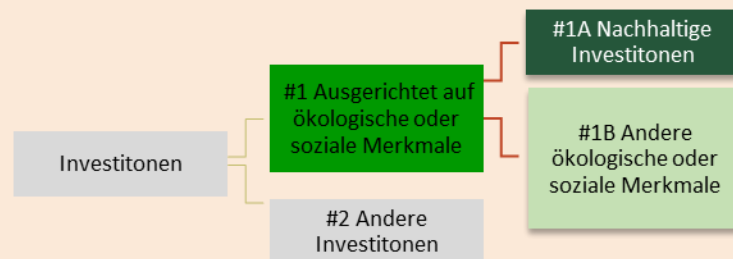 #1A Nachhaltige
Investitonen
#1 Ausgerichtet auf
ökologische oder
soziale Merkmale
#1B Andere
ökologische oder
soziale Merkmale
Investitonen
#2 Andere
Investitonen